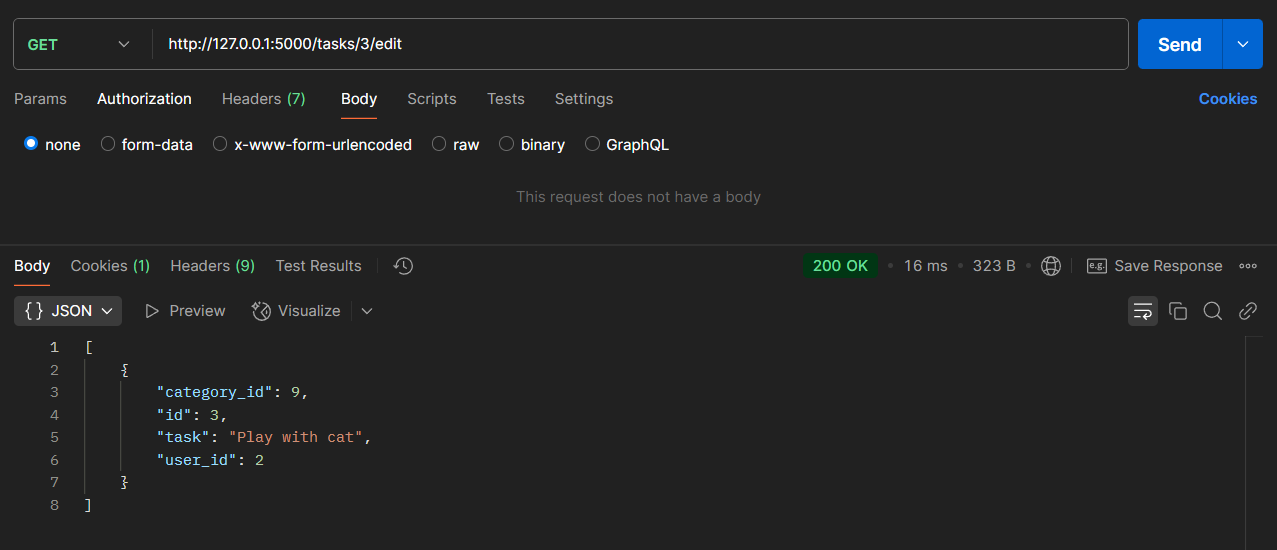 GET http://127.0.0.1:5000/tasks/3/edit Send
Params Authorization Headers (7) Body Scripts Tests Settings Cookies
none form-data x-www-form-urlencoded raw binary GraphQL
This request does not have a body
Body Cookies (1) Headers (9) Test Results 200 OK • 16 ms • 323 B • e.g. Save Response
{} JSON Preview Visualize
1 [
2 {
3 "category_id": 9,
4 "id": 3,
5 "task": "Play with cat",
6 "user_id": 2
7 }
8 ]